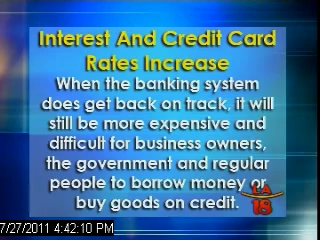 Interest And Credit Card
Rates Increase
When the banking system
does get back on track, it will
still be more expensive and
difficult for business owners,
the government and regular
people to borrow money or
buy goods on credit.
LA
18
7/27/2011 4:42:10 PM